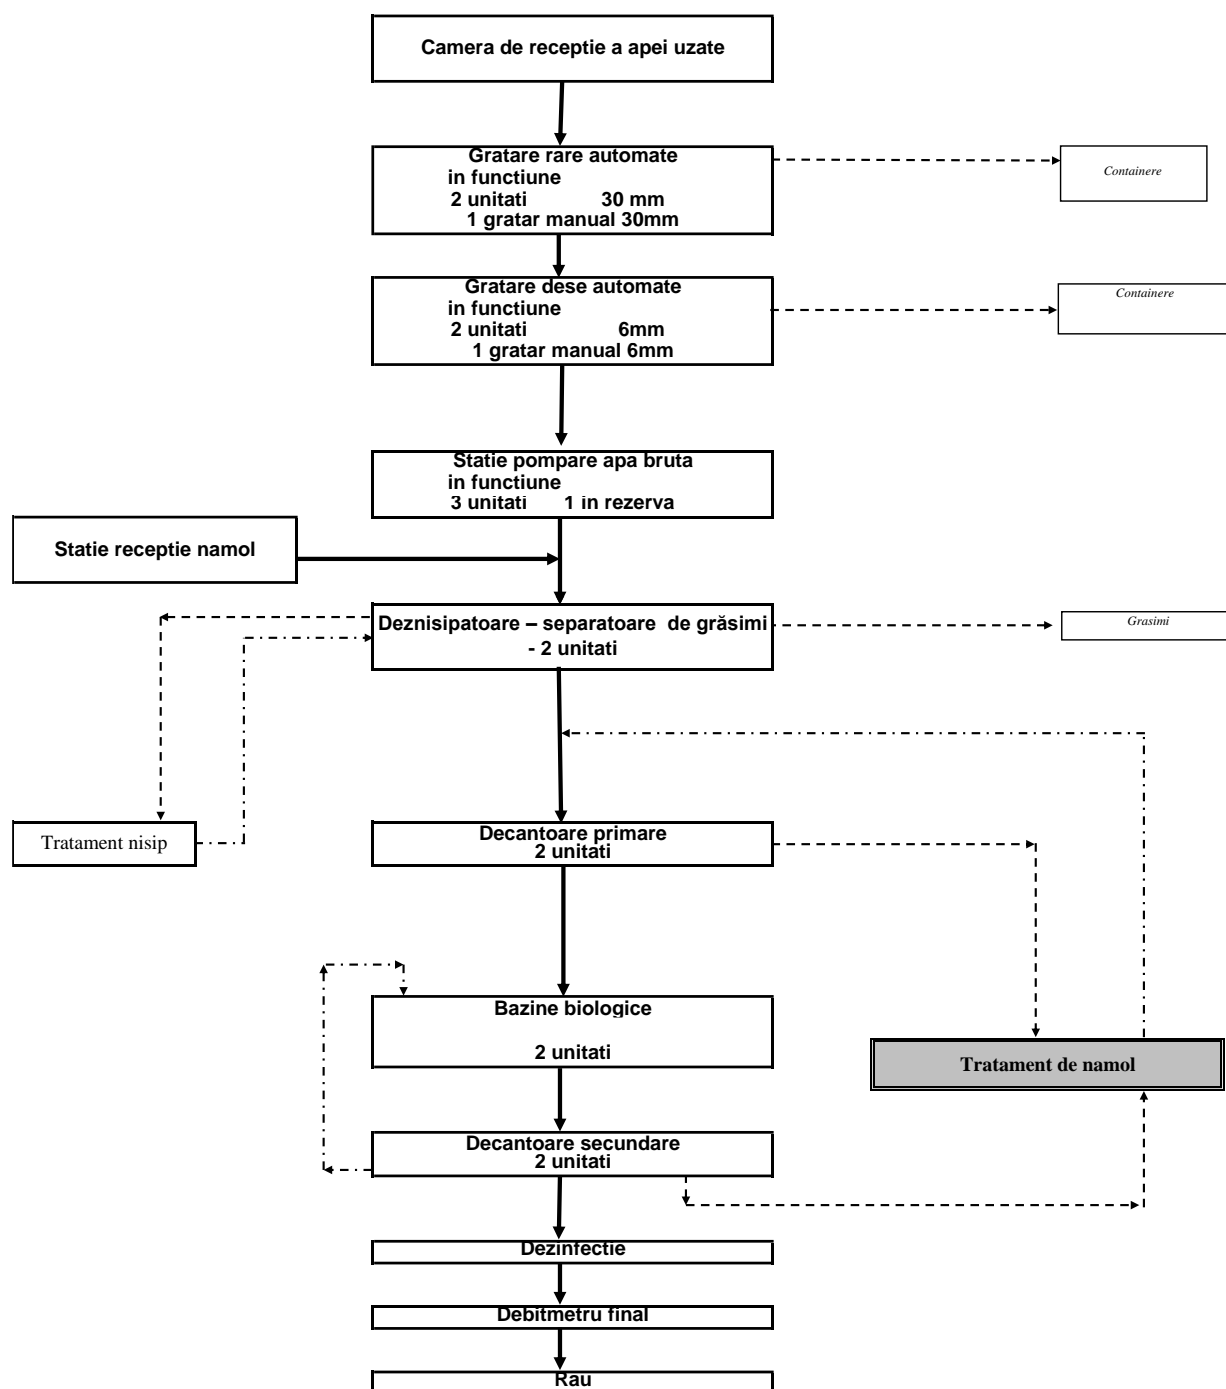 Camera de receptie a apei uzate
Gratare rare automate
in functiune
2 unitati 30 mm
1 gratar manual 30mm
Containere
Gratare dese automate
in functiune
2 unitati 6mm
1 gratar manual 6mm
Containere
Statie pompare apa bruta
in functiune
3 unitati 1 in rezerva
Statie receptie namol
Deznisipatoare – separatoare de grăsimi
- 2 unitati
Grasimi
Tratament nisip
Decantoare primare
2 unitati
Bazine biologice
2 unitati
Tratament de namol
Decantoare secundare
2 unitati
Dezinfectie
Debitmetru final
Rau